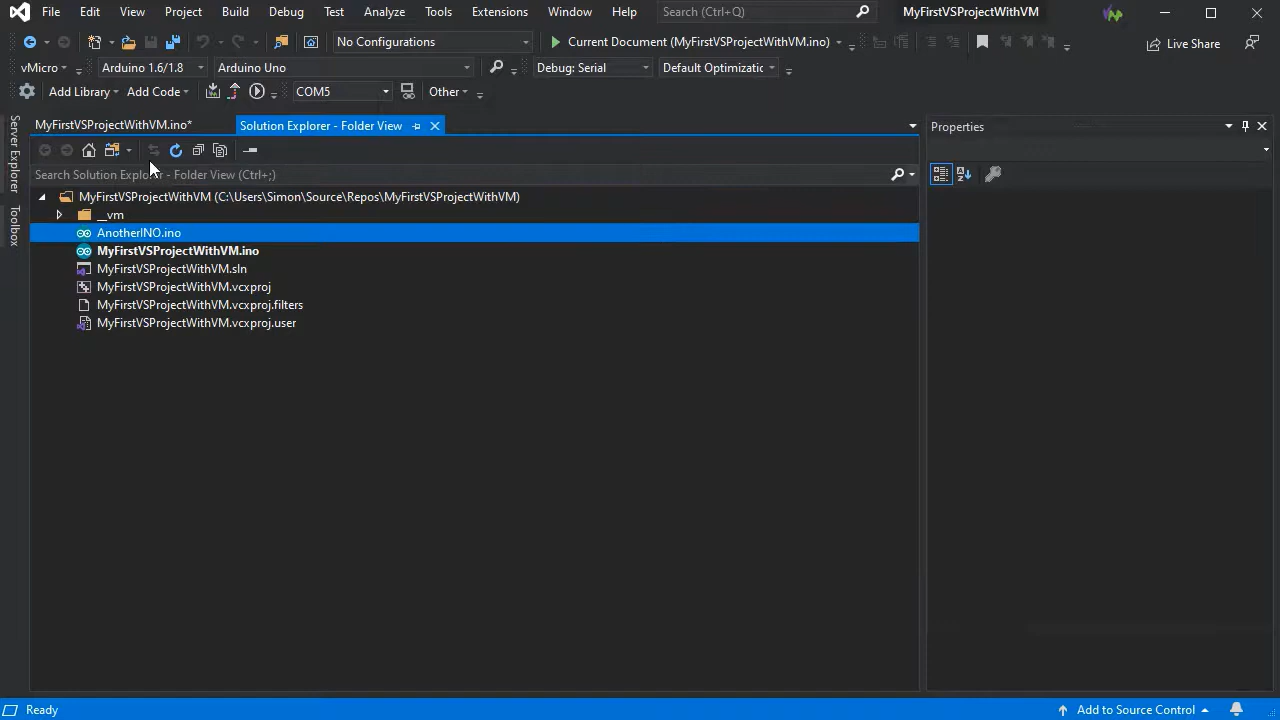 File Edit View Project Build Debug Test Analyze Tools Extensions Window Help Search (Ctrl+Q) MyFirstVSProjectWithVM
No Configurations Current Document (MyFirstVSProjectWithVM.ino) Live Share
vMicro Arduino 1.6/1.8 Arduino Uno Debug: Serial Default Optimizatic
Add Library Add Code COM5 Other
MyFirstVSProjectWithVM.ino* Solution Explorer - Folder View Properties
Search Solution Explorer - Folder View (Ctrl+;)
MyFirstVSProjectWithVM (C:\Users\Simon\Source\Repos\MyFirstVSProjectWithVM)
__vm
AnotherINO.ino
MyFirstVSProjectWithVM.ino
MyFirstVSProjectWithVM.sln
MyFirstVSProjectWithVM.vcxproj
MyFirstVSProjectWithVM.vcxproj.filters
MyFirstVSProjectWithVM.vcxproj.user
Server Explorer
Toolbox
Ready Add to Source Control